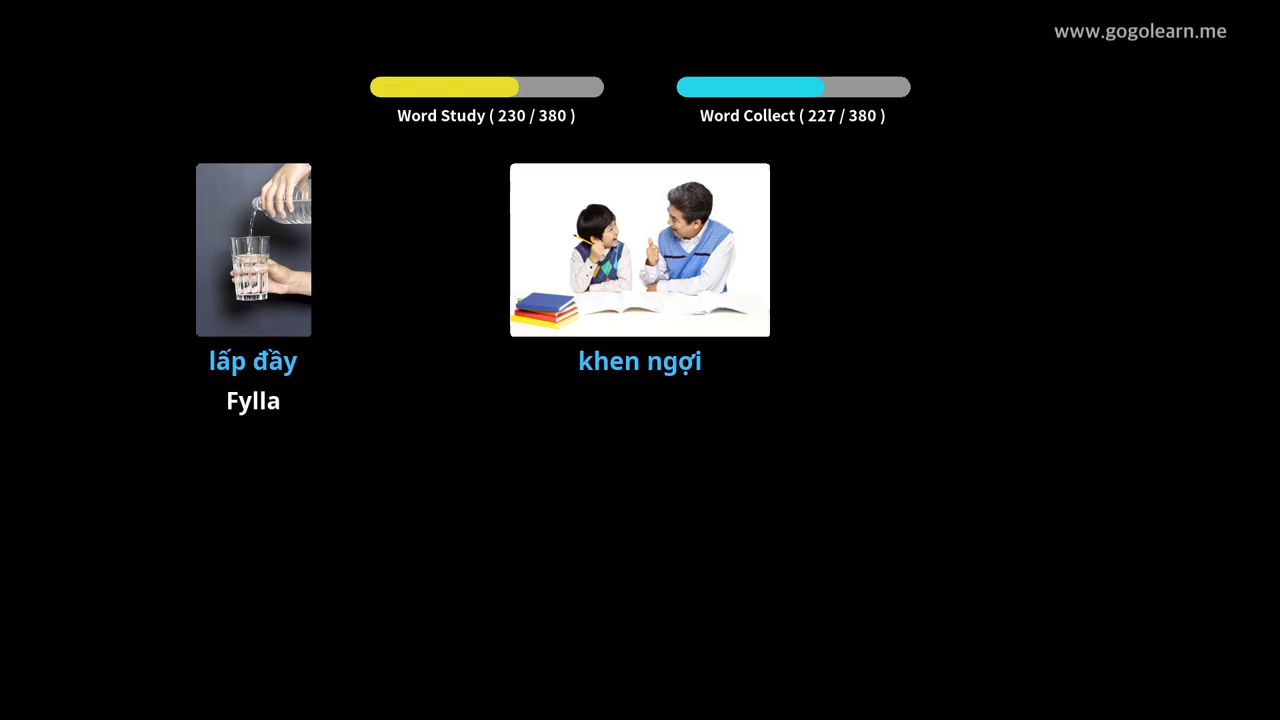 www.gogolearn.me
Word Study ( 230 / 380 )
Word Collect ( 227 / 380 )
lấp đầy
Fylla
khen ngợi